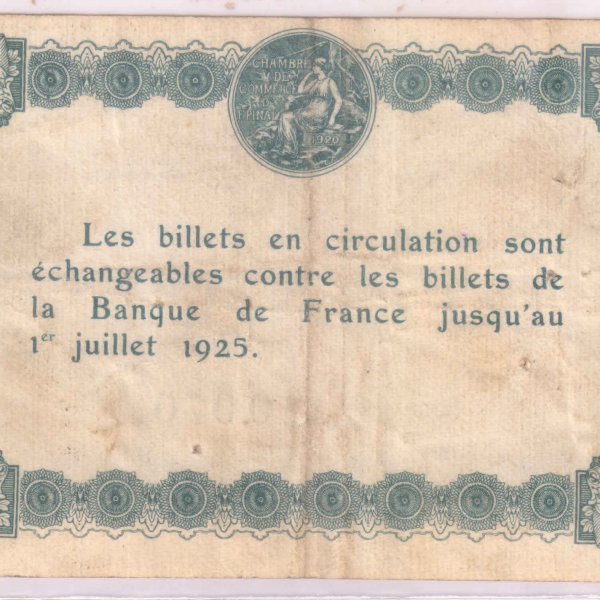 CHAMBRE
DE
COMMERCE
D'
EPINAL
1920
Les billets en circulation sont
échangeables contre les billets de
la Banque de France jusqu'au
1er juillet 1925.